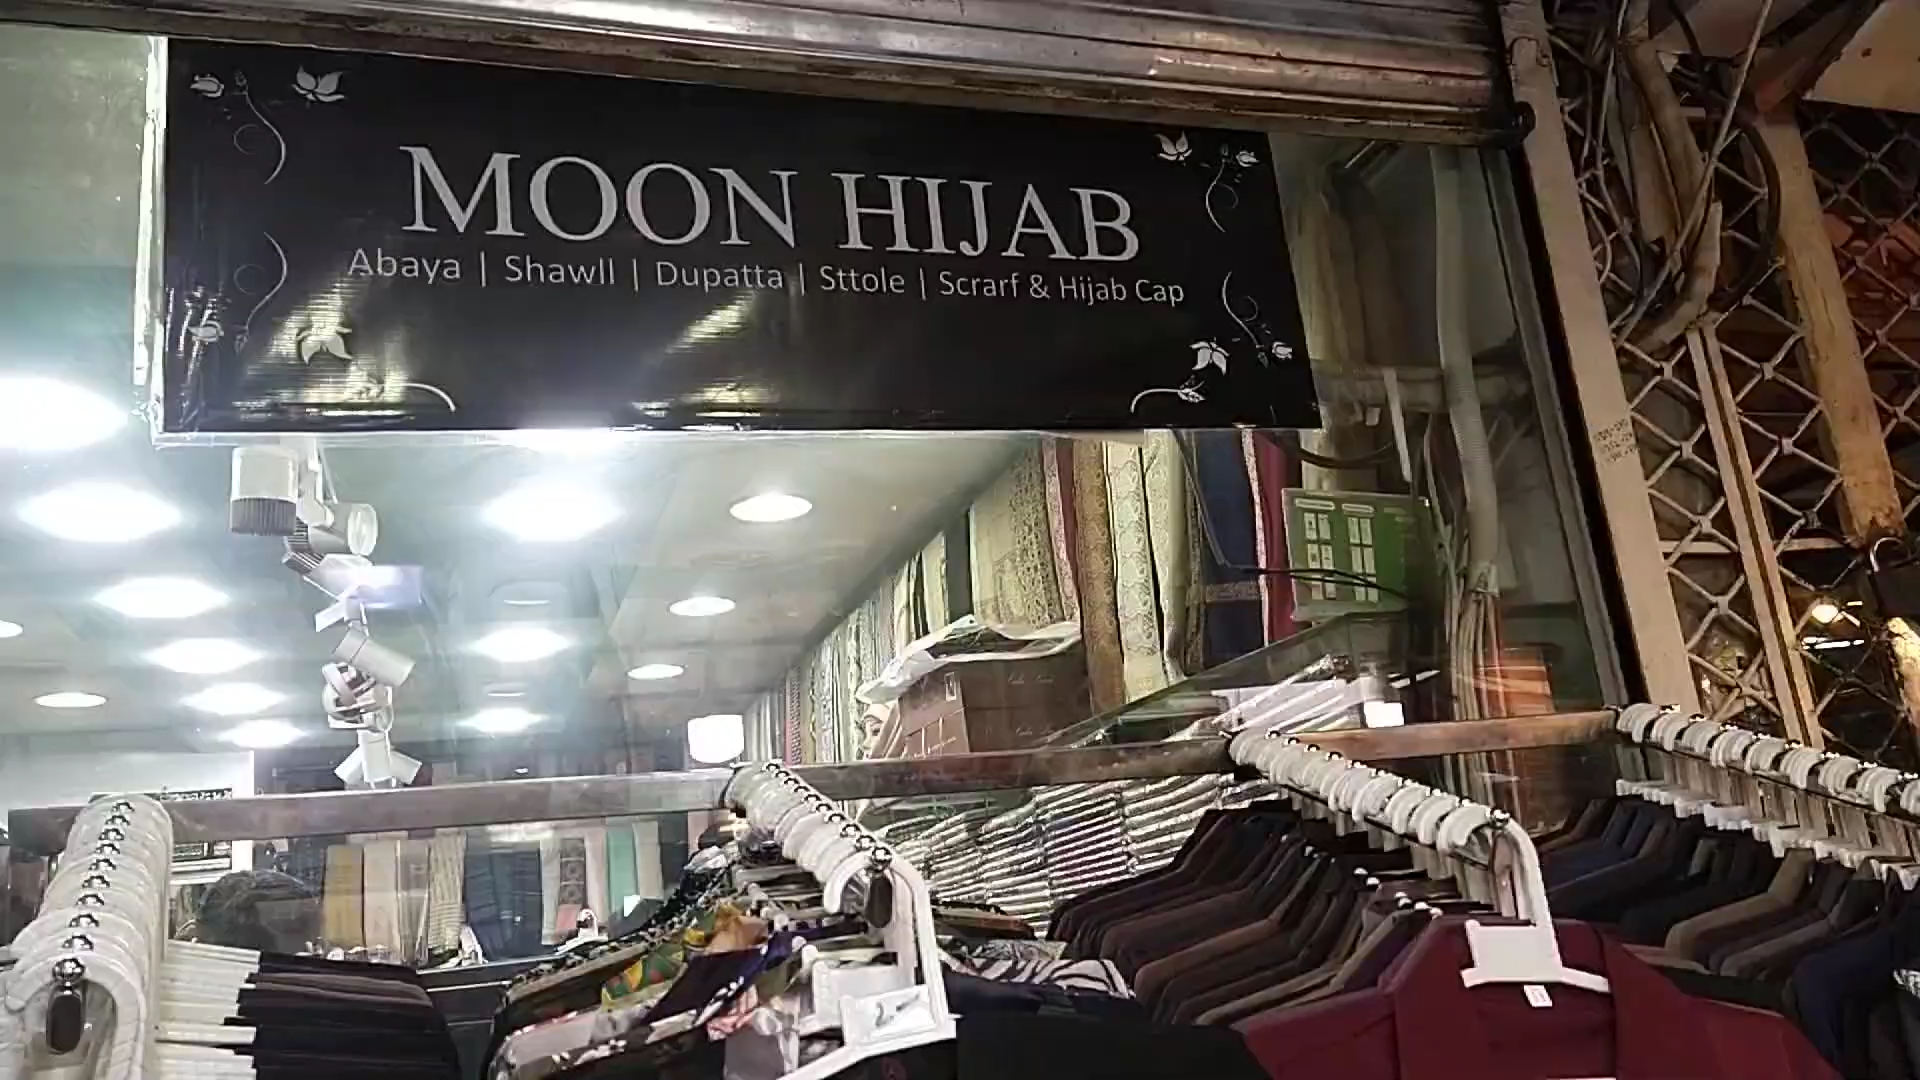 MOON HIJAB
Abaya | Shawll | Dupatta | Sttole | Scrarf & Hijab Cap